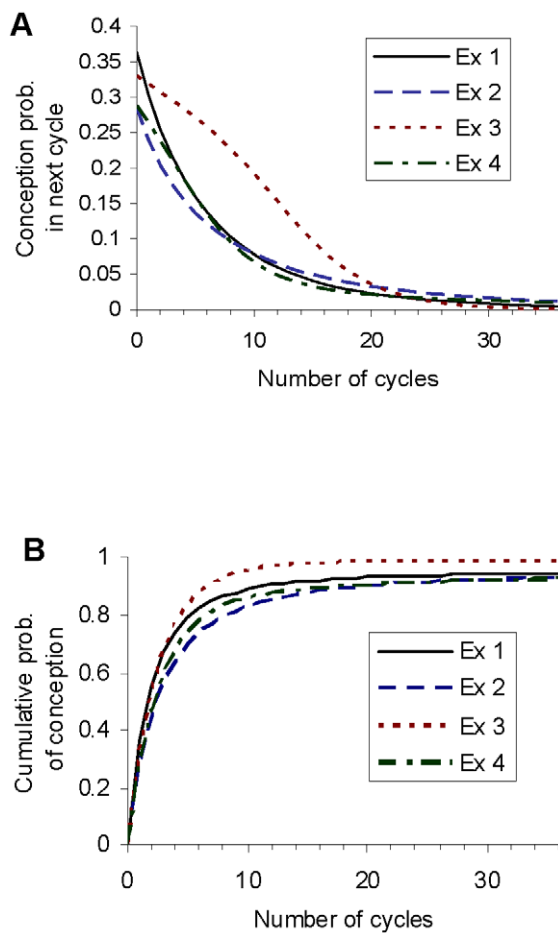 A
Conception prob.
in next cycle
0.4
0.35
0.3
0.25
0.2
0.15
0.1
0.05
0
Ex 1
Ex 2
Ex 3
Ex 4
0 10 20 30
Number of cycles
B
Cumulative prob.
of conception
1
0.8
0.6
0.4
0.2
0
Ex 1
Ex 2
Ex 3
Ex 4
0 10 20 30
Number of cycles